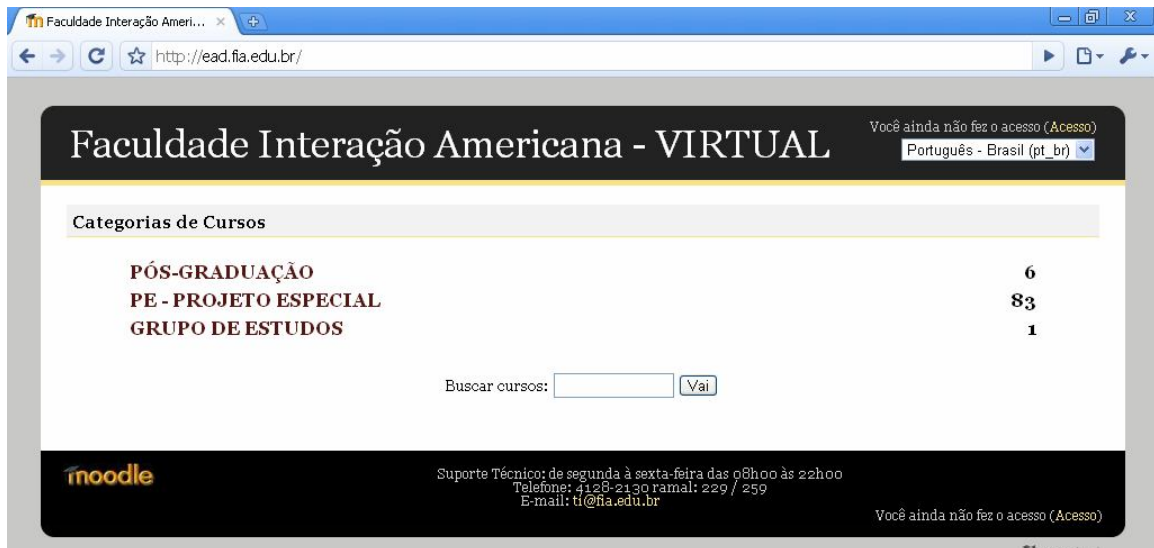 Faculdade Interação Ameri...
http://ead.fia.edu.br/
Faculdade Interação Americana - VIRTUAL
Você ainda não fez o acesso (Acesso)
Português - Brasil (pt_br)
Categorias de Cursos
PÓS-GRADUAÇÃO 6
PE - PROJETO ESPECIAL 83
GRUPO DE ESTUDOS 1
Buscar cursos: Vai
moodle
Suporte Técnico: de segunda à sexta-feira das 08h00 às 22h00
Telefone: 4128-2130 ramal: 229 / 259
E-mail: ti@fia.edu.br
Você ainda não fez o acesso (Acesso)